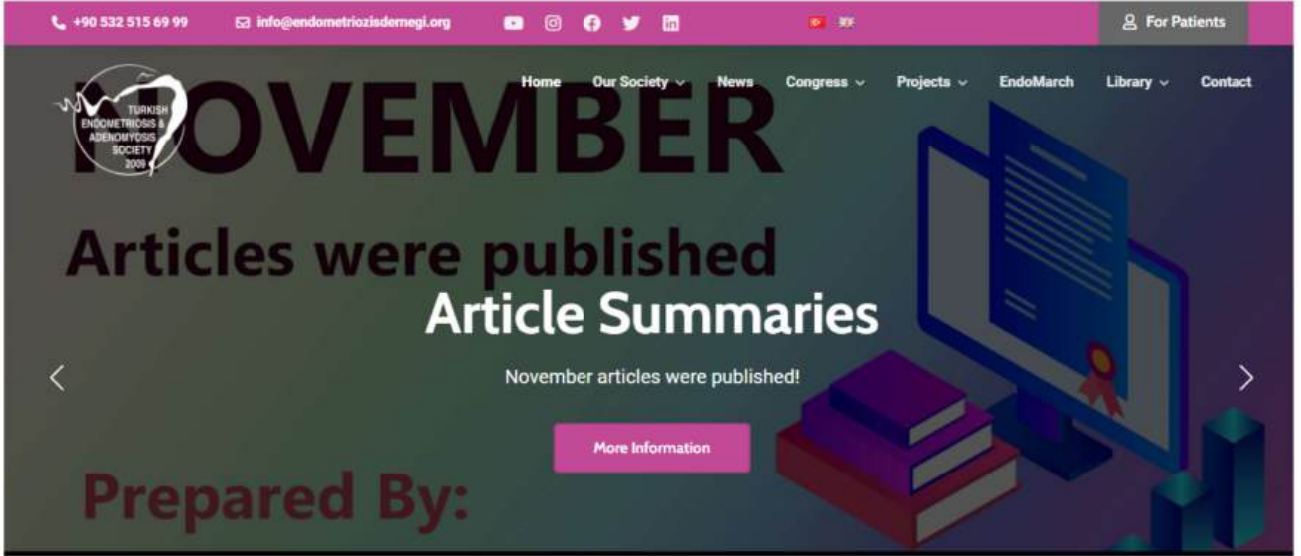 +90 532 515 69 99 info@endometriozisdernegi.org For Patients
Home Our Society News Congress Projects EndoMarch Library Contact
TURKISH
ENDOMETRIOSIS &
ADENOMYOSIS
SOCIETY
2009
NOVEMBER
Articles were published
Article Summaries
November articles were published!
More Information
Prepared By: